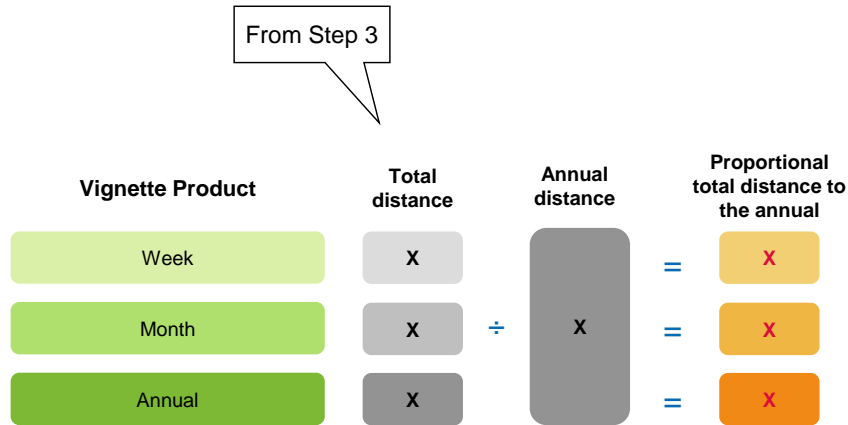 From Step 3
Vignette Product
Total
distance
Annual
distance
Proportional
total distance to
the annual
Week
X
=
X
Month
X
÷
X
=
X
Annual
X
=
X